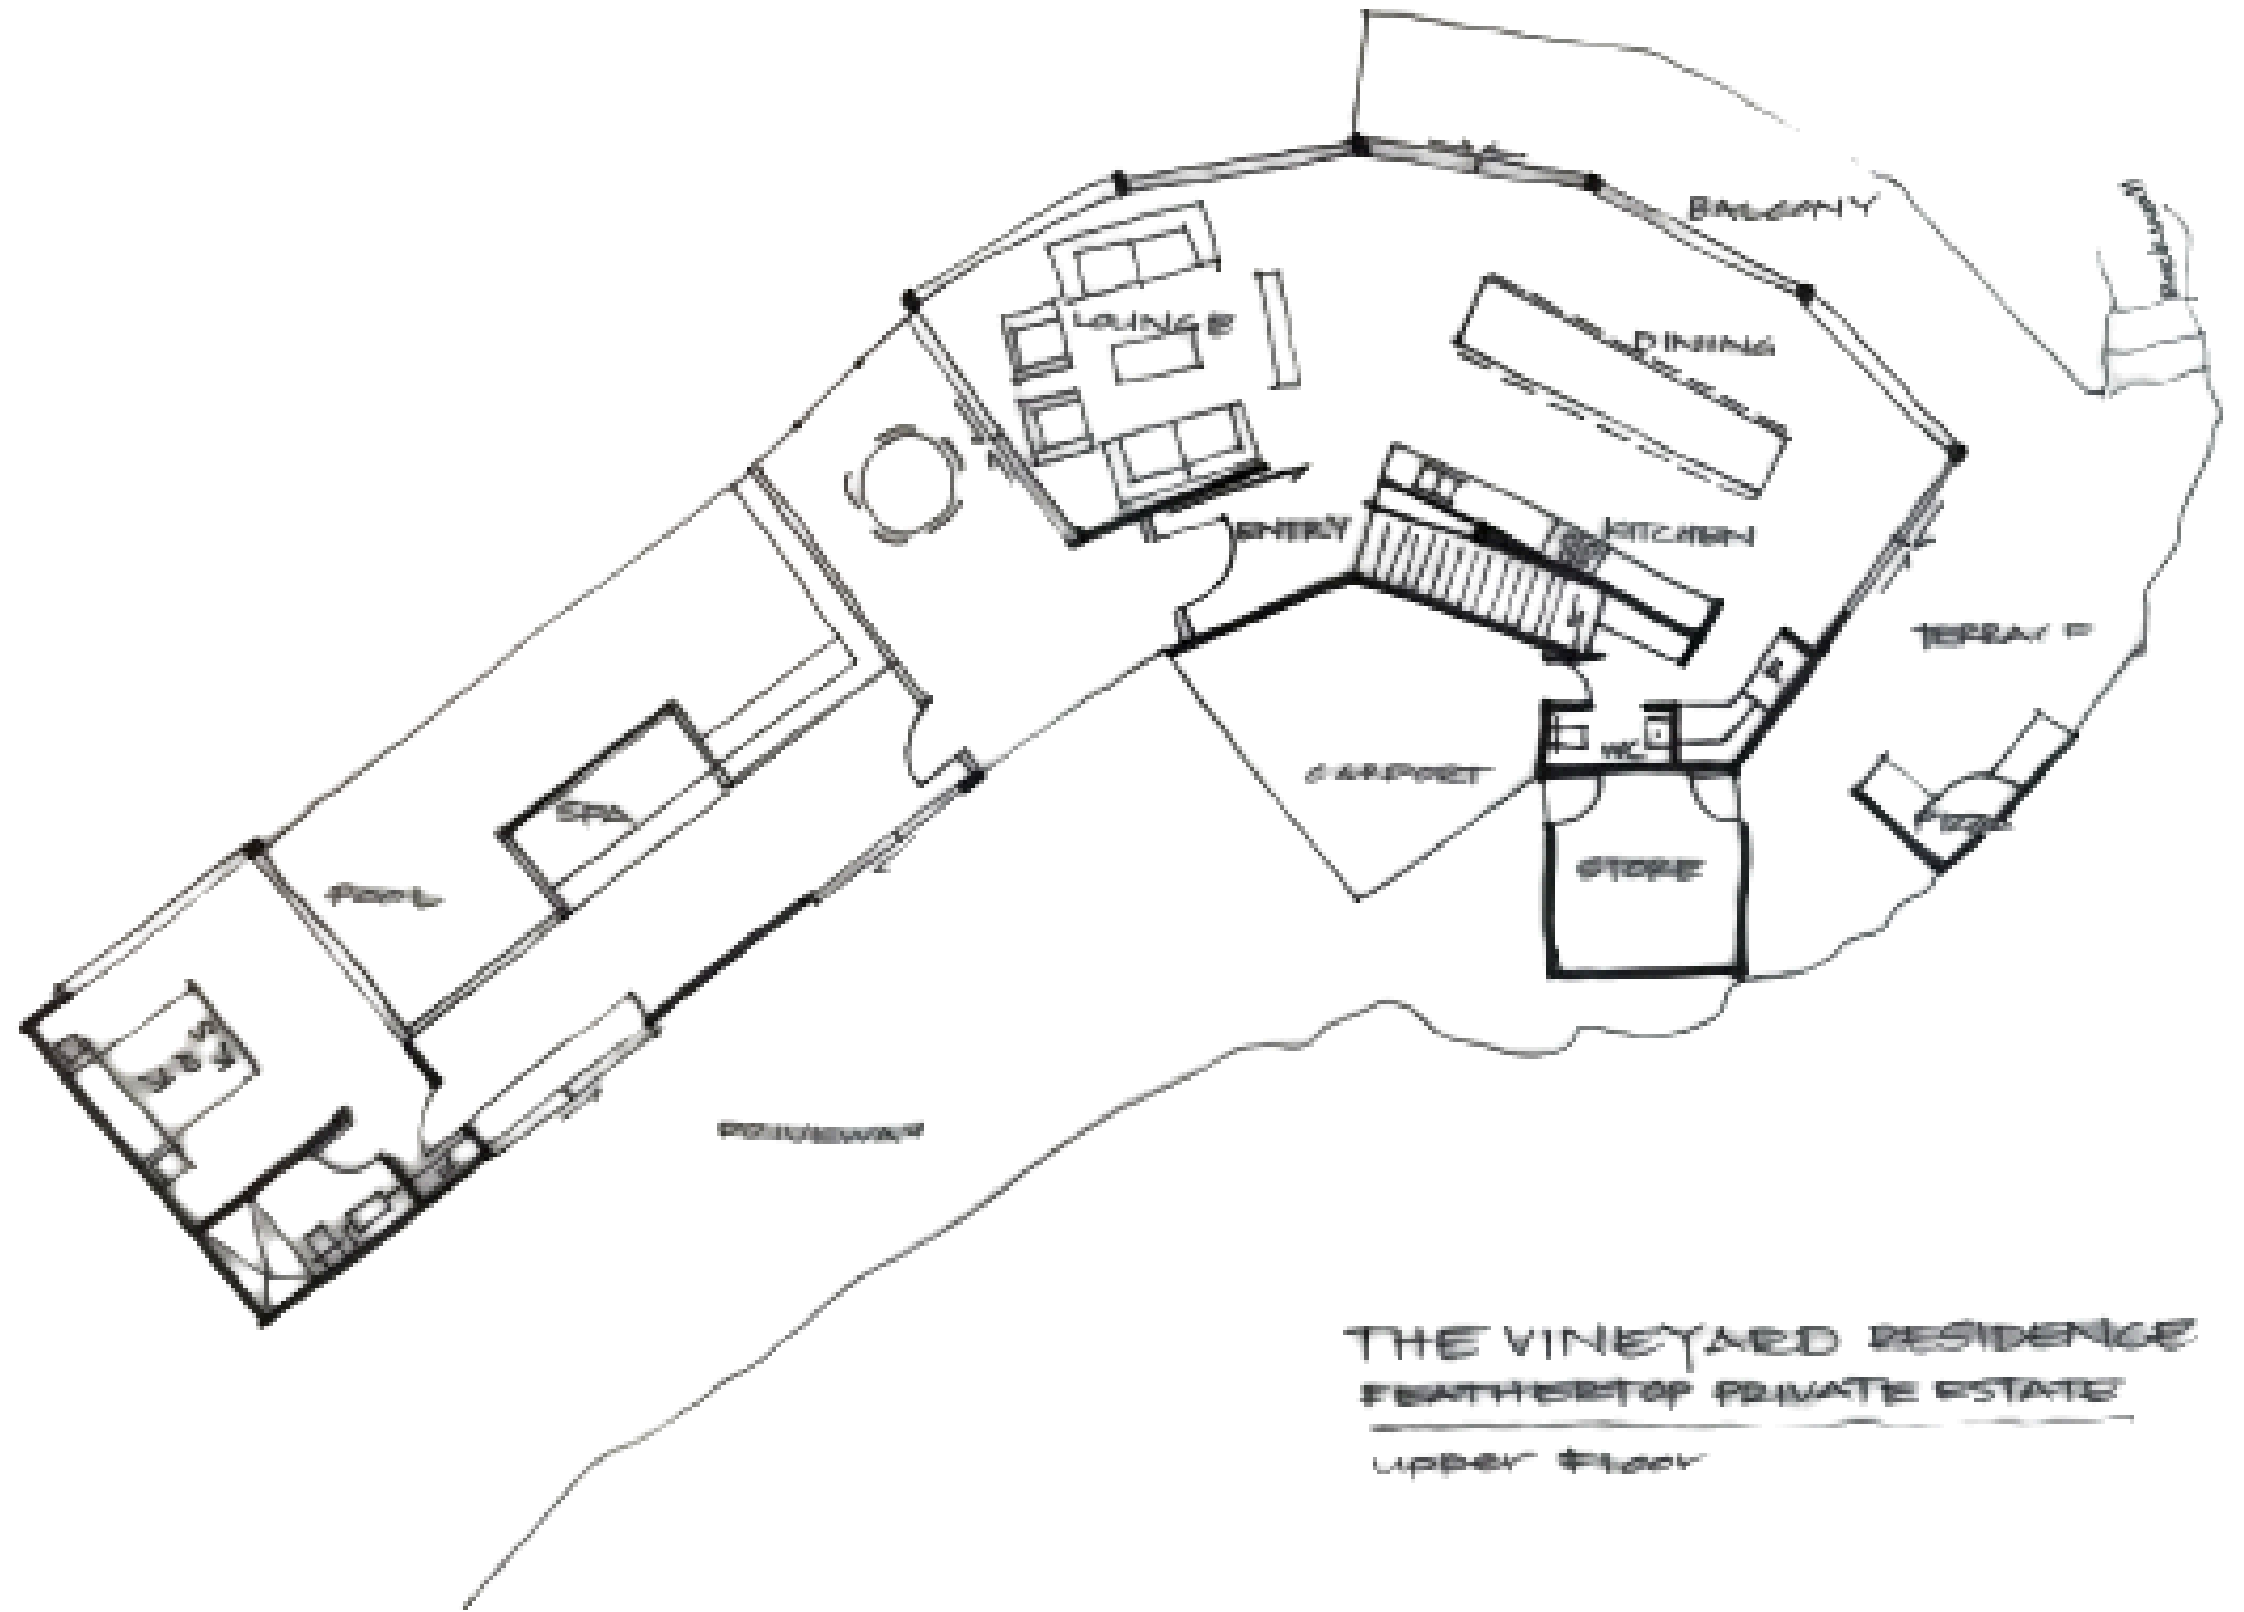 BALCONY
LOUNGE
DINING
ENTRY
KITCHEN
CARPORT
WC
SPA
STORE
POOL
DRIVEWAY
THE VINEYARD RESIDENCE
FEATHERTOP PRIVATE ESTATE
upper floor